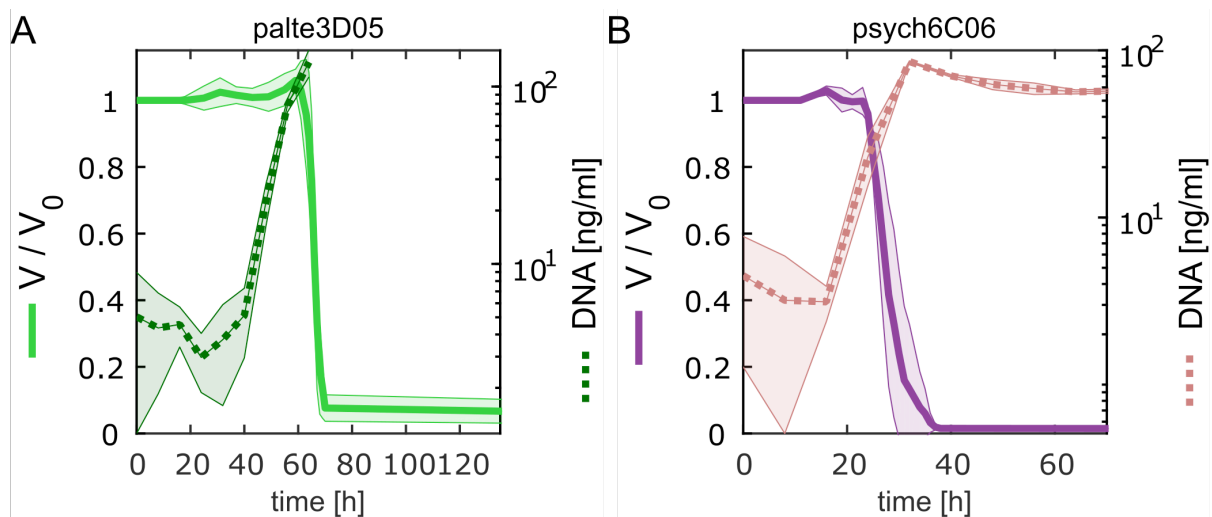 A
palte3D05
1
0.8
0.6
0.4
0.2
0
V / V0
10^2
10^1
DNA [ng/ml]
0 20 40 60 80 100120
time [h]
B
psych6C06
1
0.8
0.6
0.4
0.2
0
V / V0
10^2
10^1
DNA [ng/ml]
0 20 40 60
time [h]